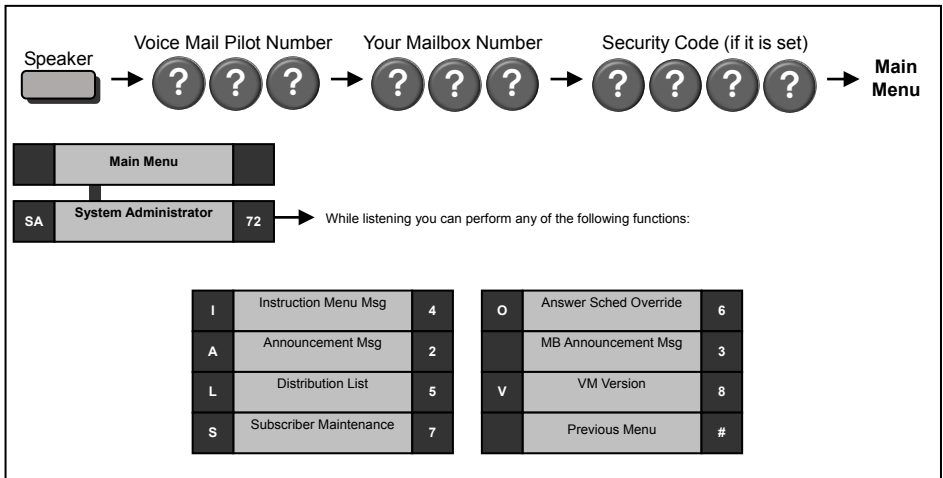 Speaker
Voice Mail Pilot Number
Your Mailbox Number
Security Code (if it is set)
? ? ?
? ? ?
? ? ? ?
Main
Menu
Main Menu
SA System Administrator 72
While listening you can perform any of the following functions:
I Instruction Menu Msg 4
A Announcement Msg 2
L Distribution List 5
S Subscriber Maintenance 7
O Answer Sched Override 6
MB Announcement Msg 3
V VM Version 8
Previous Menu #